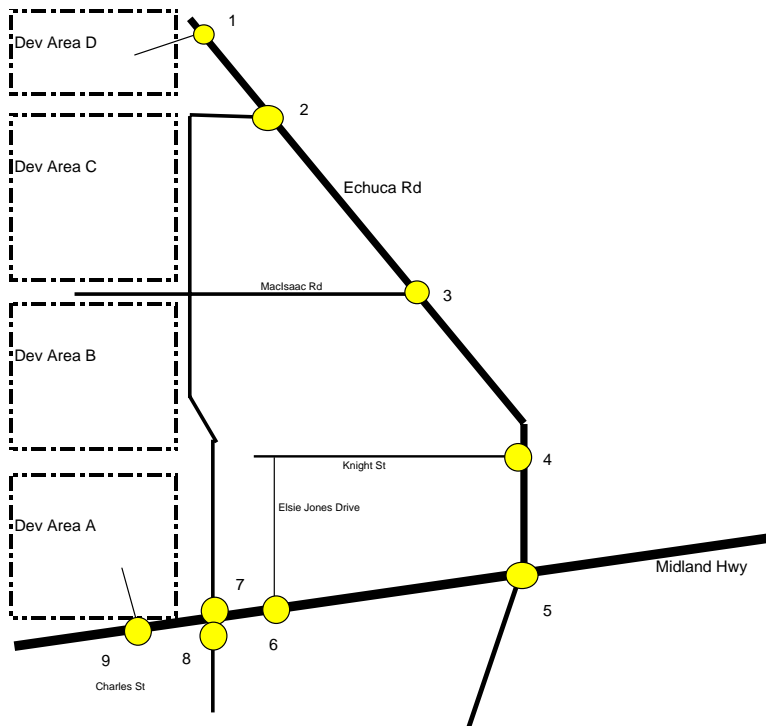 1
Dev Area D
2
Dev Area C
Echuca Rd
MacIsaac Rd
3
Dev Area B
4
Knight St
Elsie Jones Drive
Dev Area A
Midland Hwy
7
5
6
8
9
Charles St